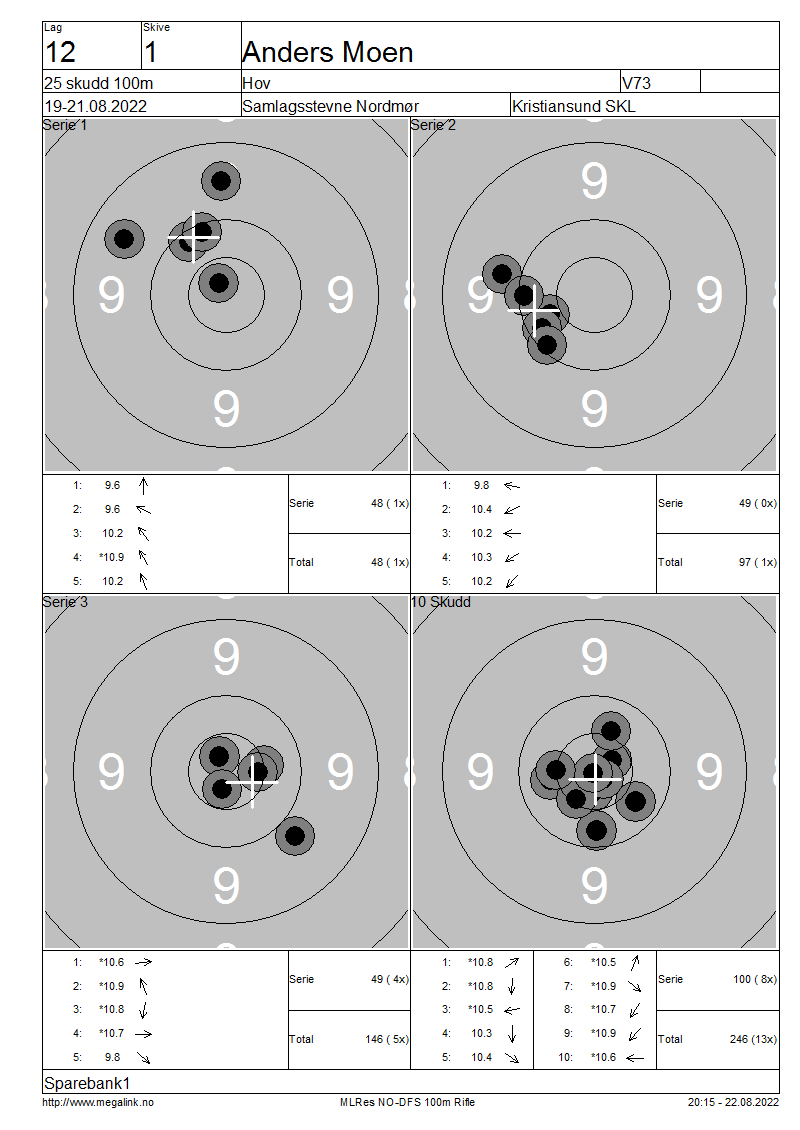 Lag Skive
12 1 Anders Moen
25 skudd 100m Hov V73
19-21.08.2022 Samlagsstevne Nordmør Kristiansund SKL
Serie 1 Serie 2
9
9 9 9 9
9 9
1: 9.6 1: 9.8
2: 9.6 Serie 48 ( 1x) 2: 10.4 Serie 49 ( 0x)
3: 10.2 3: 10.2
4: *10.9 Total 48 ( 1x) 4: 10.3 Total 97 ( 1x)
5: 10.2 5: 10.2
Serie 3 10 Skudd
9 9
9 9 9 9
9 9
1: *10.6 1: *10.8 6: *10.5
2: *10.9 Serie 49 ( 4x) 2: *10.8 7: *10.9 Serie 100 ( 8x)
3: *10.8 3: *10.5 8: *10.7
4: *10.7 Total 146 ( 5x) 4: 10.3 9: *10.9 Total 246 (13x)
5: 9.8 5: 10.4 10: *10.6
Sparebank1
http://www.megalink.no MLRes NO-DFS 100m Rifle 20:15 - 22.08.2022